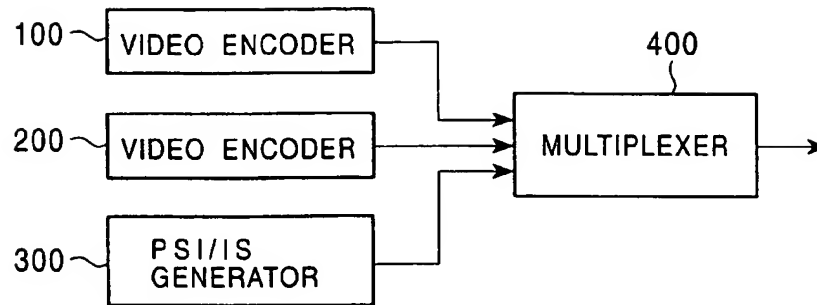 100
VIDEO ENCODER
400
200
VIDEO ENCODER
MULTIPLEXER
300
PSI/IS
GENERATOR